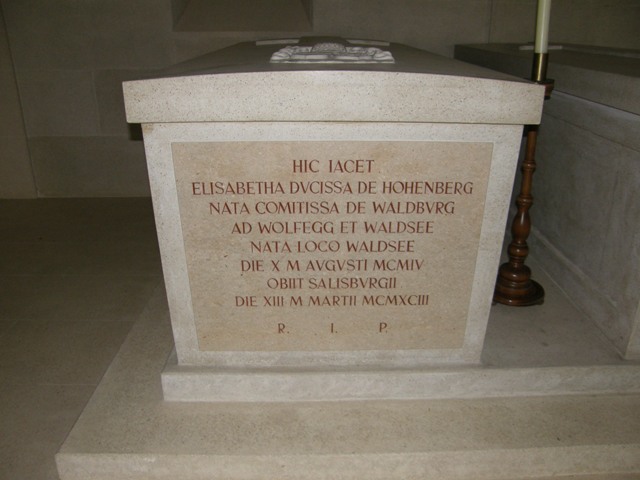 HIC IACET
ELISABETHA DVCISSA DE HOHENBERG
NATA COMITISSA DE WALDBVRG
AD WOLFEGG ET WALDSEE
NATA LOCO WALDSEE
DIE X M AVGVSTI MCMIV
OBIIT SALISBVRGII
DIE XIII M MARTII MCMXCIII
R. I. P.